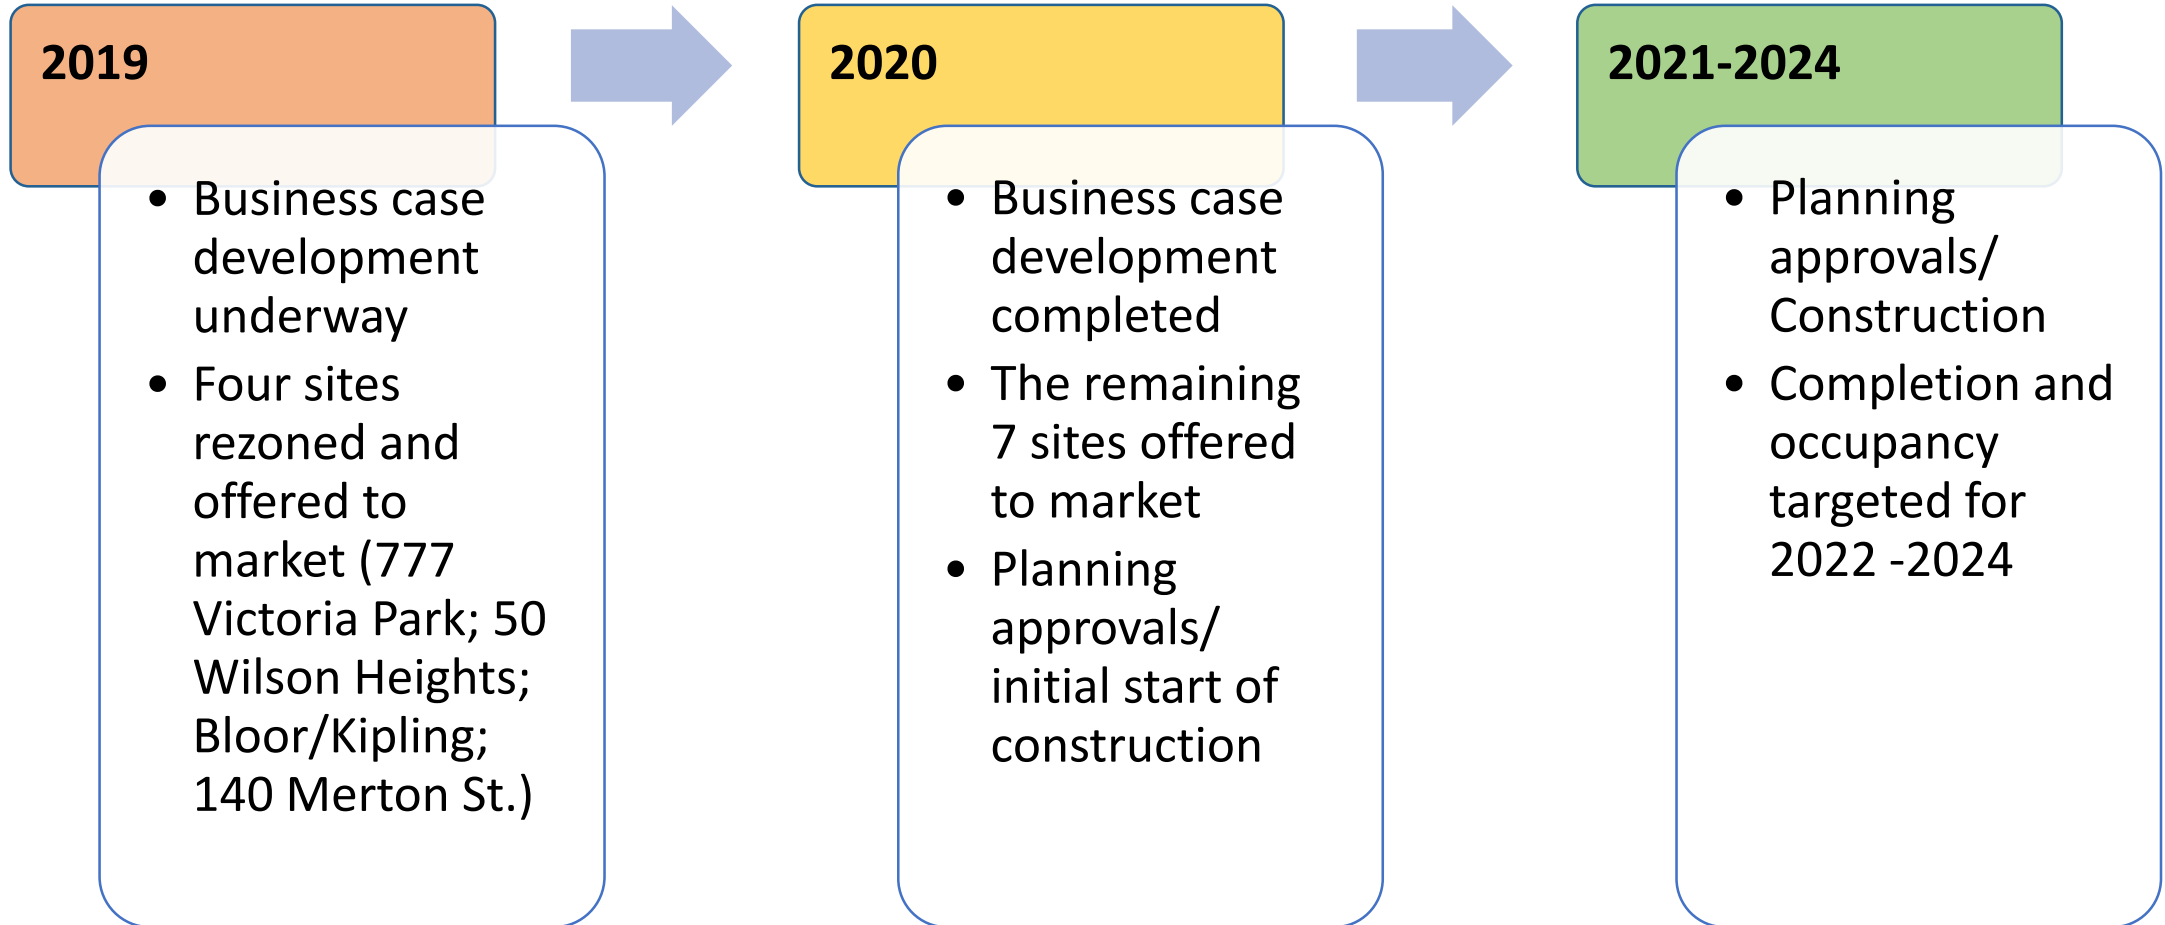 2019
• Business case
development
underway
• Four sites
rezoned and
offered to
market (777
Victoria Park; 50
Wilson Heights;
Bloor/Kipling;
140 Merton St.)
2020
• Business case
development
completed
• The remaining
7 sites offered
to market
• Planning
approvals/
initial start of
construction
2021-2024
• Planning
approvals/
Construction
• Completion and
occupancy
targeted for
2022 -2024